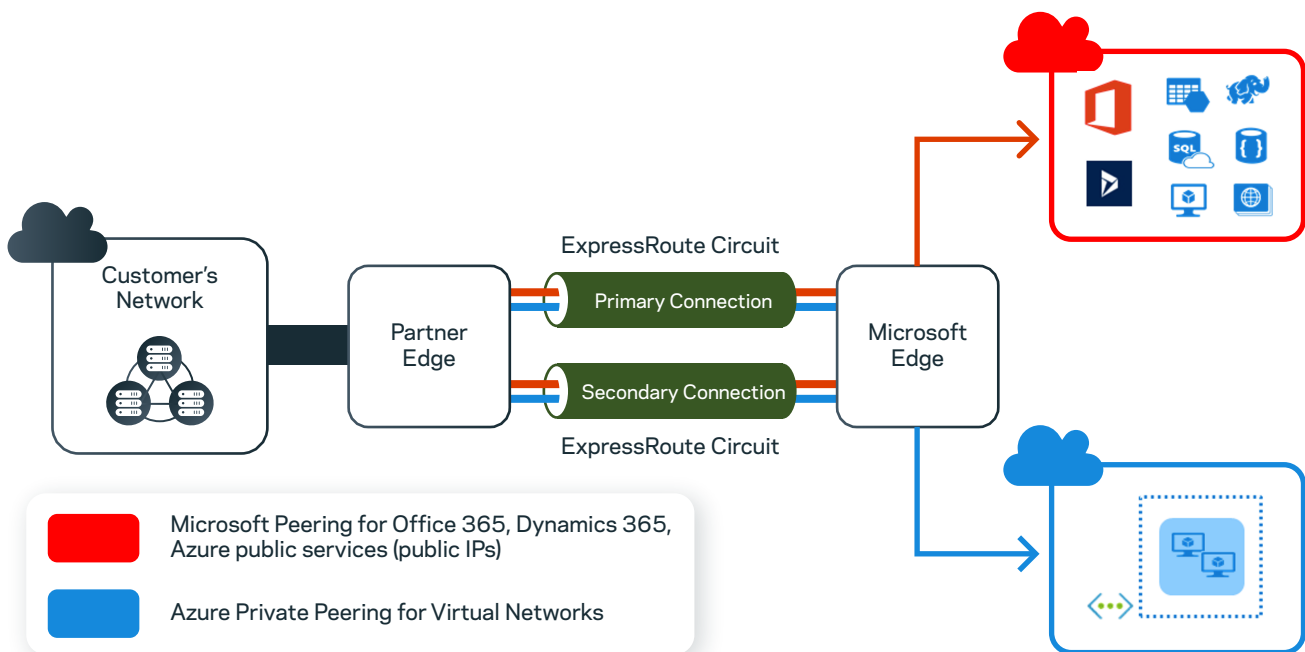 SQL
ExpressRoute Circuit
Customer's
Network
Primary Connection
Partner
Edge
Microsoft
Edge
Secondary Connection
ExpressRoute Circuit
Microsoft Peering for Office 365, Dynamics 365,
Azure public services (public IPs)
Azure Private Peering for Virtual Networks